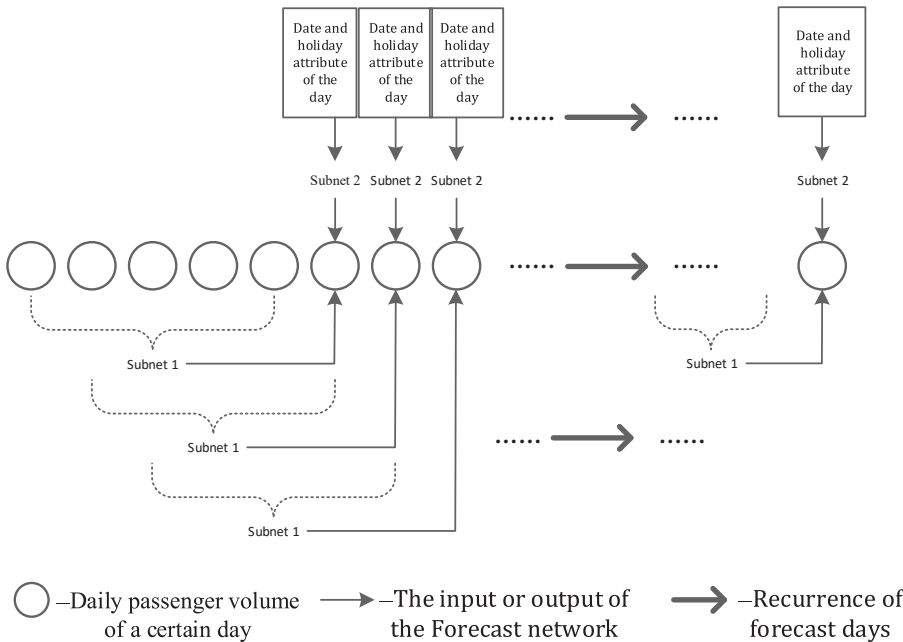 Date and
holiday
attribute
of the
day
Date and
holiday
attribute
of the
day
Date and
holiday
attribute
of the
day
Date and
holiday
attribute
of the day
...... ......
Subnet 2
Subnet 2
Subnet 2
Subnet 2
...... ......
Subnet 1
Subnet 1
Subnet 1
...... ......
Subnet 1
–Daily passenger volume
of a certain day
–The input or output of
the Forecast network
–Recurrence of
forecast days